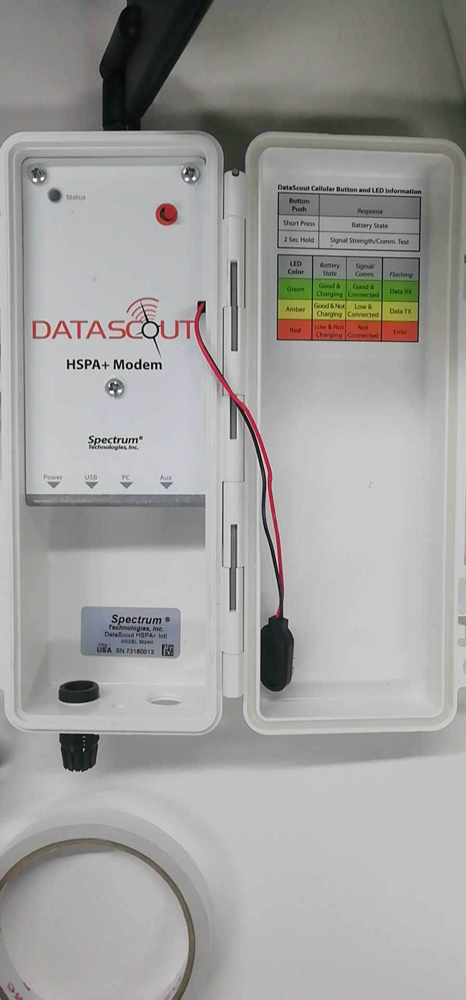 Status
DATASCOUT
HSPA+ Modem
Spectrum®
Technologies, Inc.
Power USB PC Aux
Spectrum ®
Technologies, Inc.
DataScout HSPA+ Intl
MODEL 3924M
USA SN 73180013
DataScout Cellular Button and LED Information
Button Push Response
Short Press Battery State
2 Sec Hold Signal Strength/Comm. Test
LED Color Battery State Signal/Comm. Flashing
Green Good & Charging Good & Connected Data RX
Amber Good & Not Charging Low & Connected Data TX
Red Low & Not Charging Not Connected Error